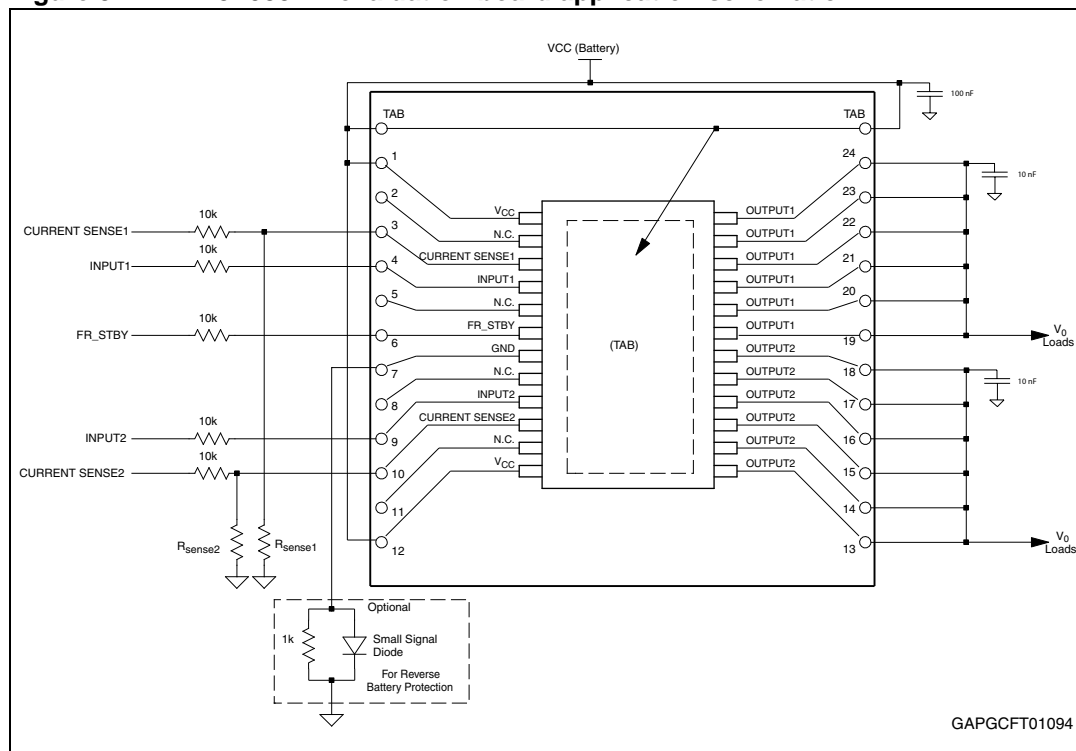 VCC (Battery)
100 nF
TAB
TAB
1
24
10 nF
2
23
10k
VCC
OUTPUT1
CURRENT SENSE1
3
N.C.
OUTPUT1
22
10k
CURRENT SENSE1
OUTPUT1
INPUT1
4
INPUT1
OUTPUT1
21
5
N.C.
OUTPUT1
20
10k
FR_STBY
6
FR_STBY
OUTPUT1
19
V0
Loads
(TAB)
7
GND
OUTPUT2
18
10 nF
8
N.C.
OUTPUT2
17
10k
INPUT2
OUTPUT2
INPUT2
9
CURRENT SENSE2
OUTPUT2
16
10k
N.C.
OUTPUT2
CURRENT SENSE2
10
VCC
OUTPUT2
15
11
14
Rsense2
Rsense1
12
13
V0
Loads
Optional
1k
Small Signal
Diode
For Reverse
Battery Protection
GAPGCFT01094